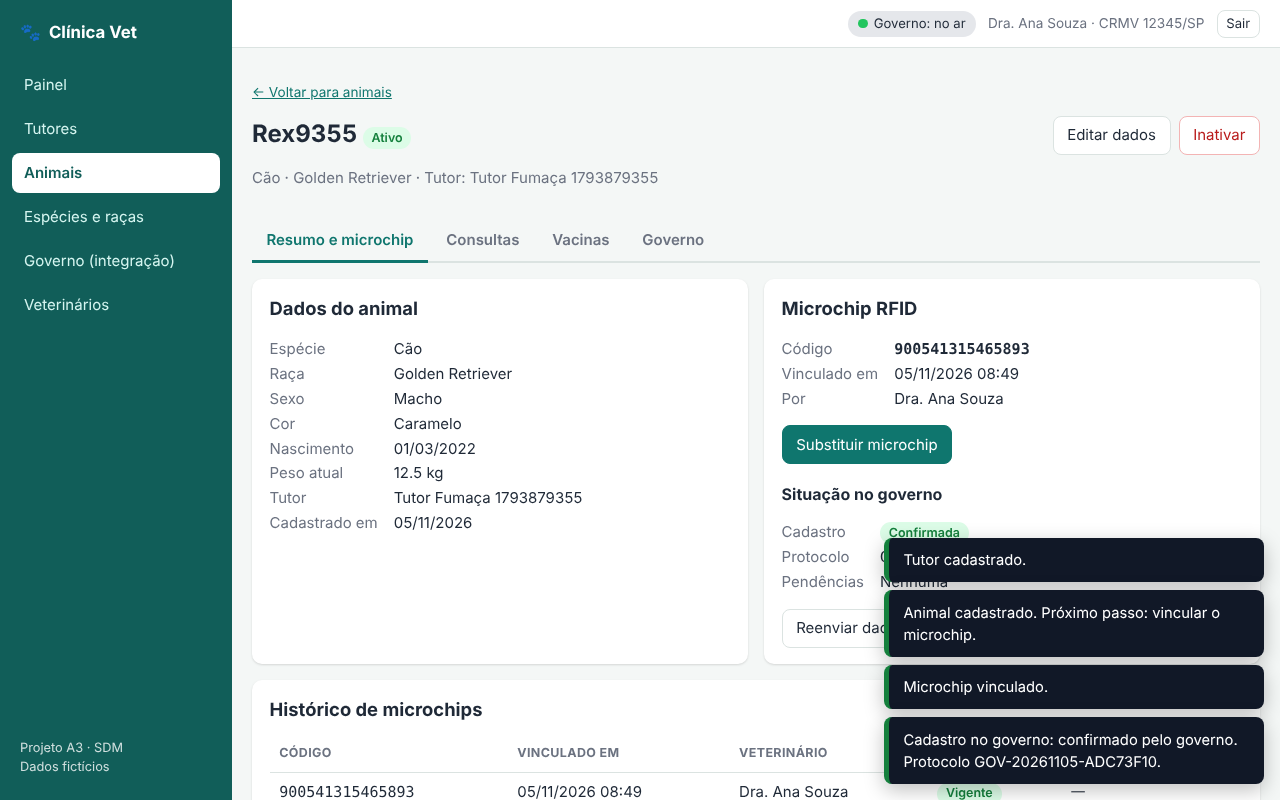 Clínica Vet
Governo: no ar
Dra. Ana Souza · CRMV 12345/SP
Sair
Painel
Tutores
Animais
Espécies e raças
Governo (integração)
Veterinários
Projeto A3 · SDM
Dados fictícios
← Voltar para animais
Rex9355
Ativo
Editar dados
Inativar
Cão · Golden Retriever · Tutor: Tutor Fumaça 1793879355
Resumo e microchip
Consultas
Vacinas
Governo
Dados do animal
Espécie Cão
Raça Golden Retriever
Sexo Macho
Cor Caramelo
Nascimento 01/03/2022
Peso atual 12.5 kg
Tutor Tutor Fumaça 1793879355
Cadastrado em 05/11/2026
Microchip RFID
Código 900541315465893
Vinculado em 05/11/2026 08:49
Por Dra. Ana Souza
Substituir microchip
Situação no governo
Cadastro Confirmada
Protocolo
Pendências Nenhuma
Reenviar
Histórico de microchips
CÓDIGO VINCULADO EM VETERINÁRIO
900541315465893 05/11/2026 08:49 Dra. Ana Souza Vigente —
Tutor cadastrado.
Animal cadastrado. Próximo passo: vincular o
microchip.
Microchip vinculado.
Cadastro no governo: confirmado pelo governo.
Protocolo GOV-20261105-ADC73F10.